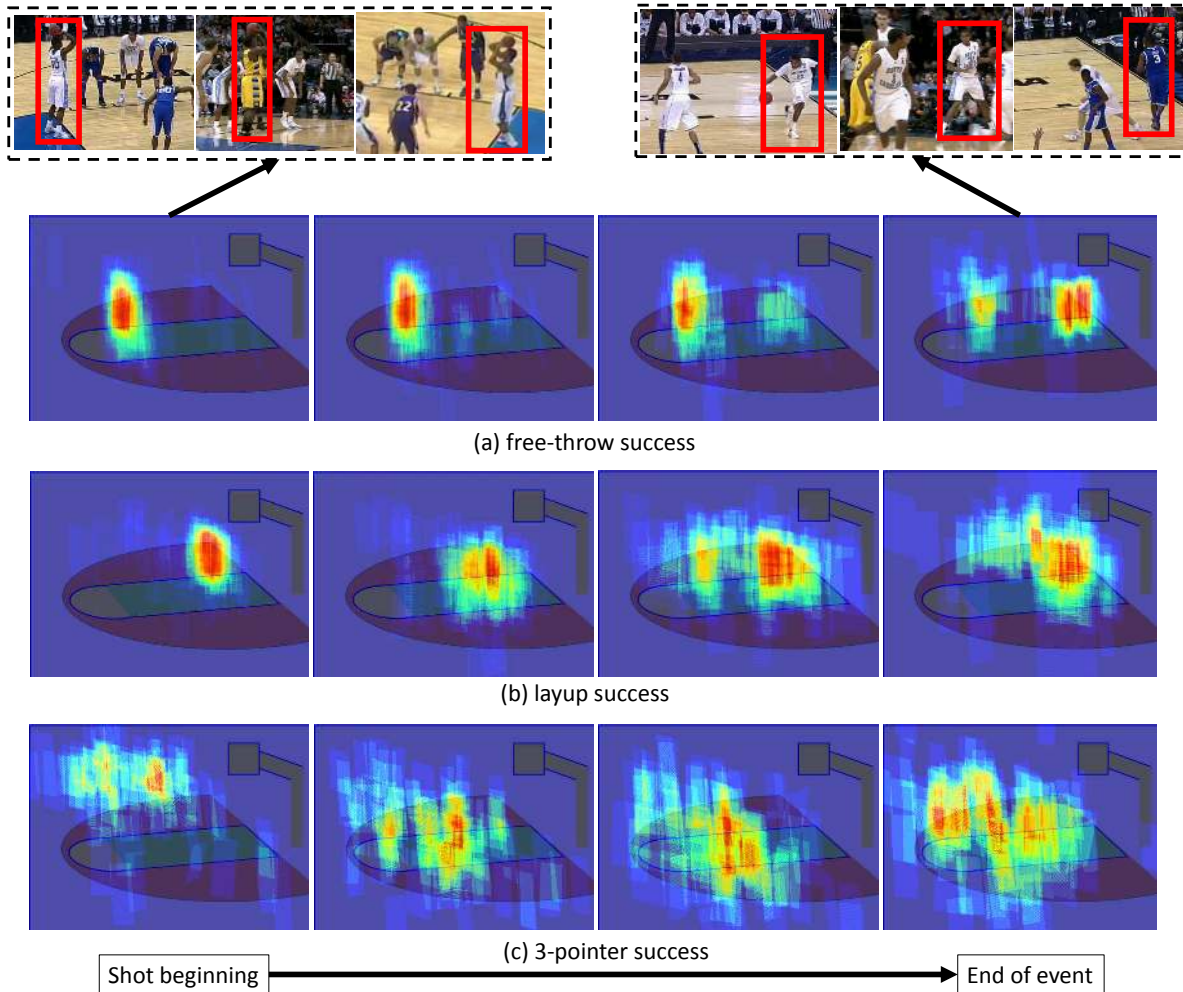 (a) free-throw success
(b) layup success
(c) 3-pointer success
Shot beginning
End of event